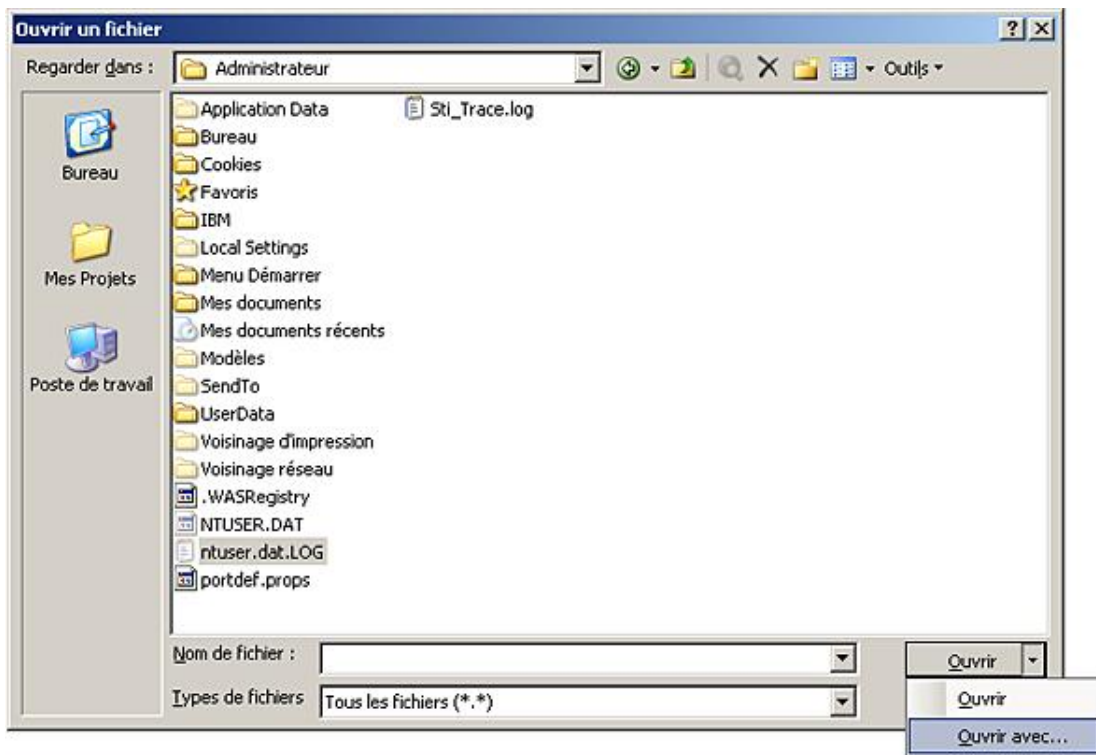 Ouvrir un fichier
Regarder dans :
Administrateur
Outils
Bureau
Mes Projets
Poste de travail
Application Data
Bureau
Cookies
Favoris
IBM
Local Settings
Menu Démarrer
Mes documents
Mes documents récents
Modèles
SendTo
UserData
Voisinage d'impression
Voisinage réseau
.WASRegistry
NTUSER.DAT
ntuser.dat.LOG
portdef.props
Sti_Trace.log
Nom de fichier :
Ouvrir
Types de fichiers
Tous les fichiers (*.*)
Ouvrir
Ouvrir avec...